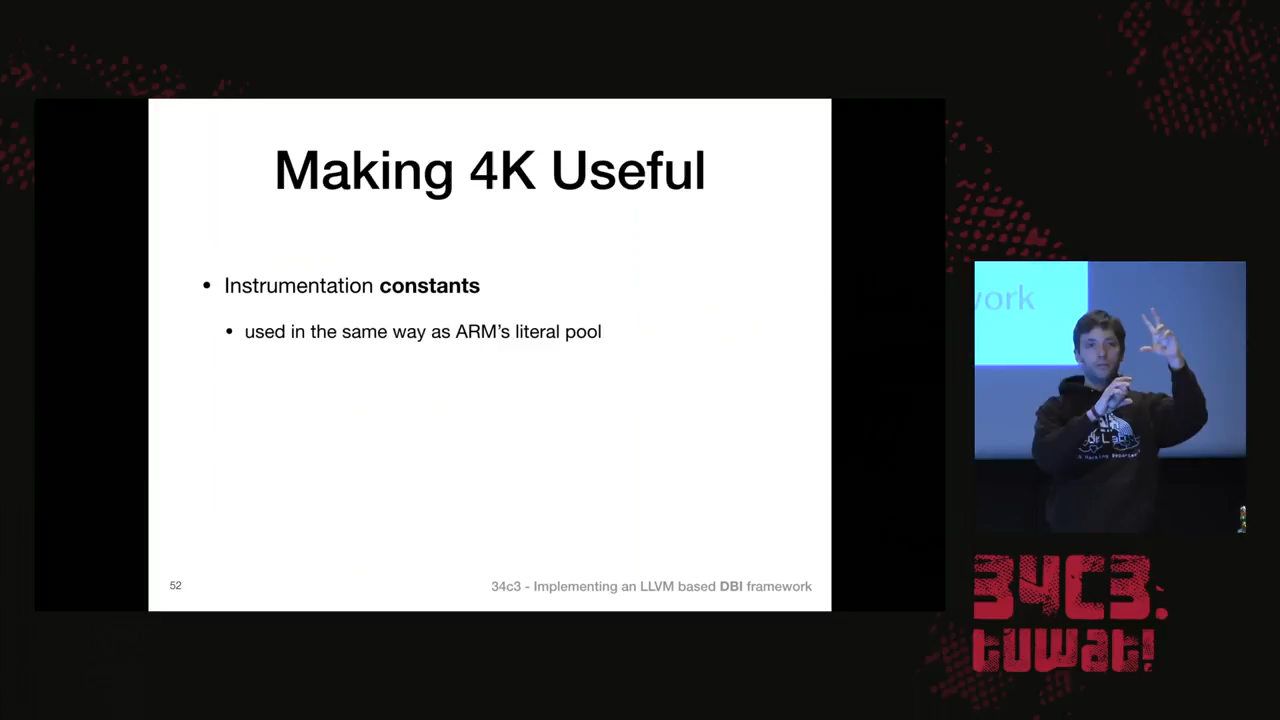 Making 4K Useful
• Instrumentation constants
• used in the same way as ARM’s literal pool
52
34c3 - Implementing an LLVM based DBI framework
work
34C3.
tuwat!